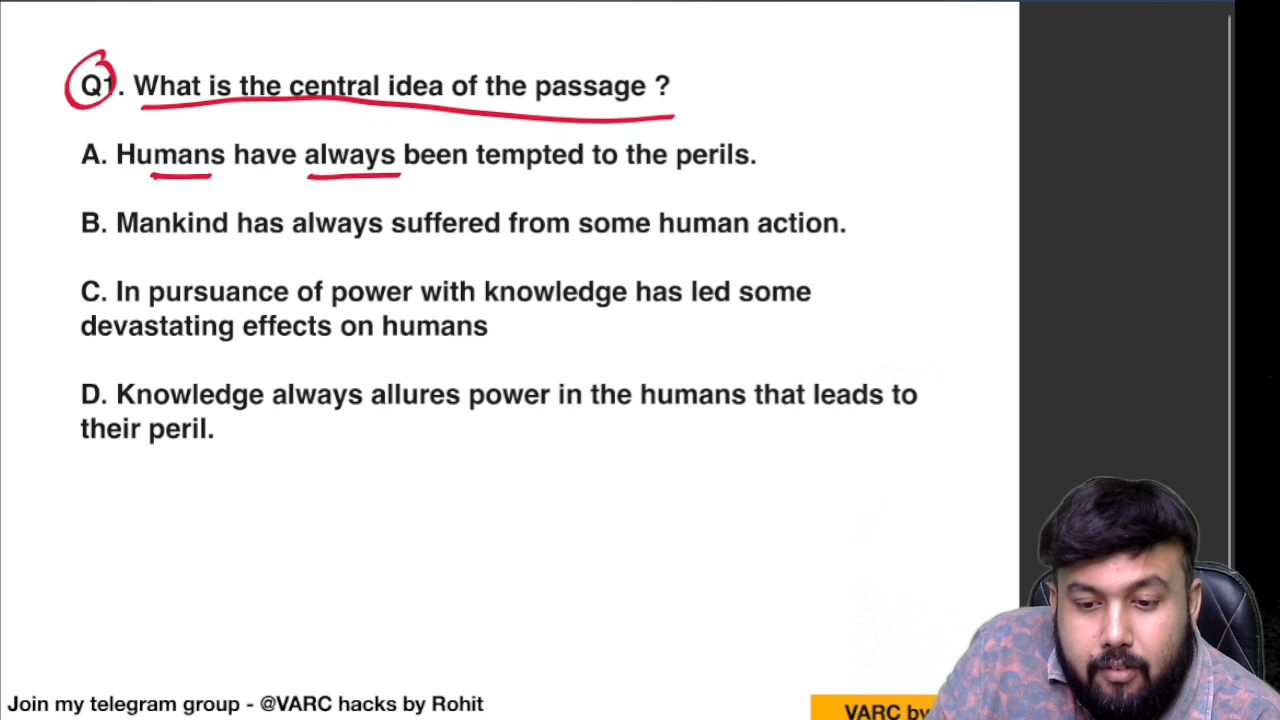 Q1. What is the central idea of the passage ?
A. Humans have always been tempted to the perils.
B. Mankind has always suffered from some human action.
C. In pursuance of power with knowledge has led some
devastating effects on humans
D. Knowledge always allures power in the humans that leads to
their peril.
Join my telegram group - @VARC hacks by Rohit
VARC by